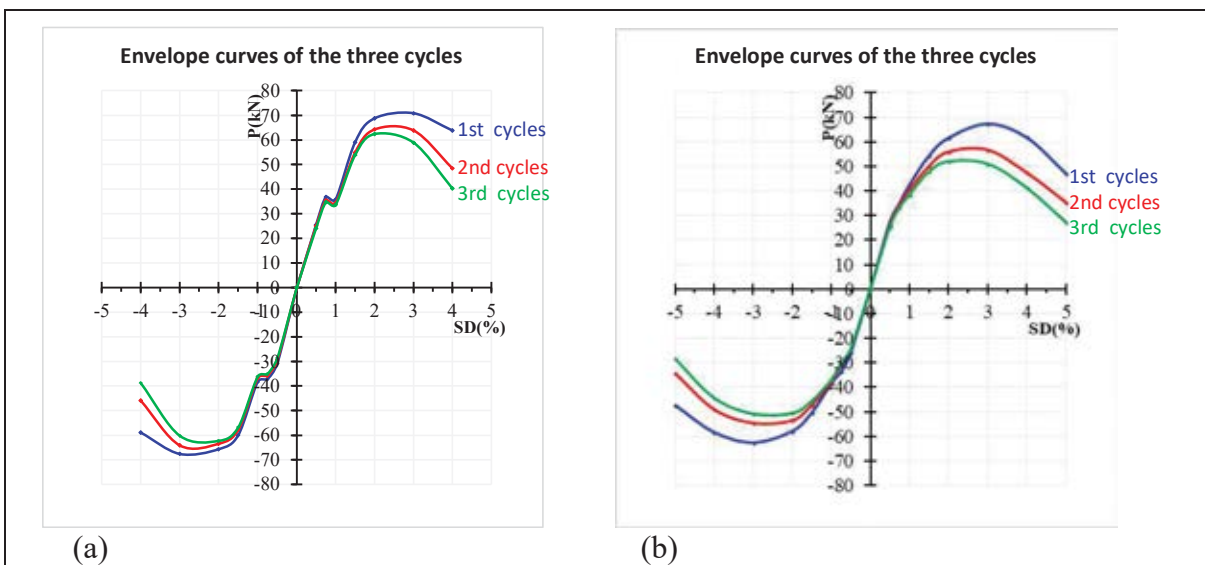 Envelope curves of the three cycles
80
70
60
50
40
30
20
10
0
-10
-20
-30
-40
-50
-60
-70
-80
P(kN)
-5 -4 -3 -2 -1 0 1 2 3 4 5
SD(%)
1st cycles
2nd cycles
3rd cycles
(a)
Envelope curves of the three cycles
80
70
60
50
40
30
20
10
0
-10
-20
-30
-40
-50
-60
-70
-80
P(kN)
-5 -4 -3 -2 -1 0 1 2 3 4 5
SD(%)
1st cycles
2nd cycles
3rd cycles
(b)